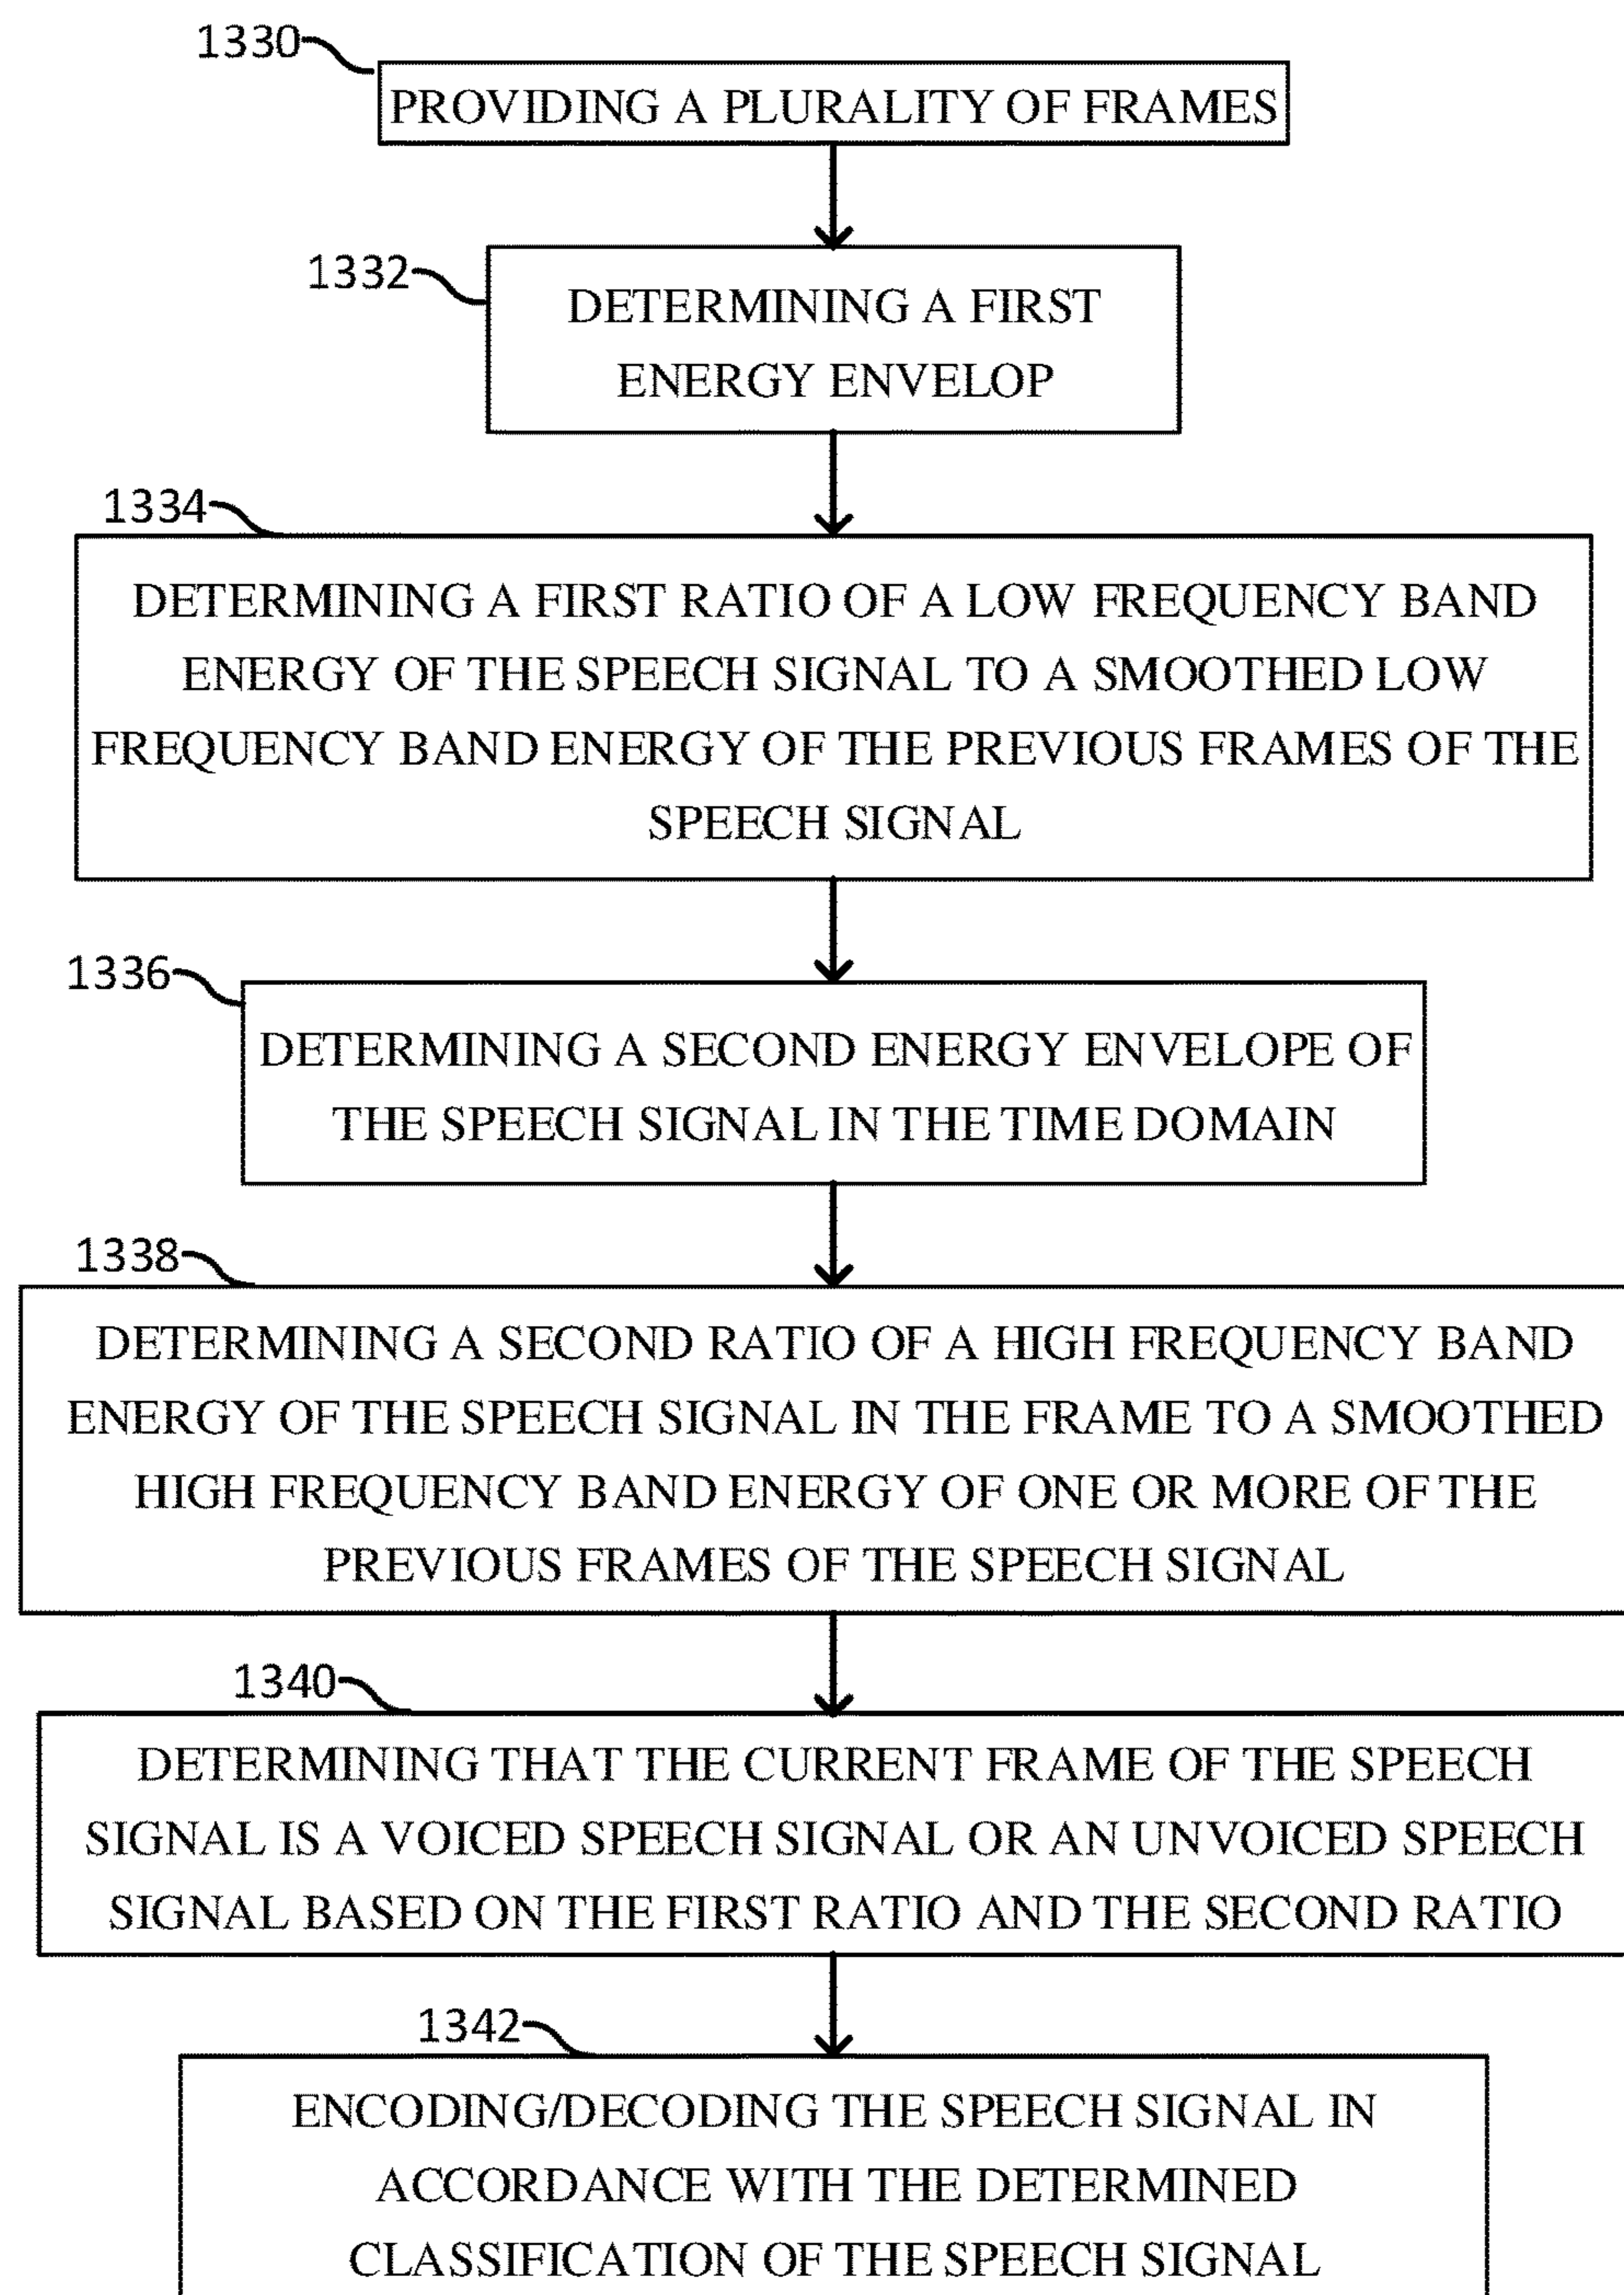 1330
PROVIDING A PLURALITY OF FRAMES
1332
DETERMINING A FIRST
ENERGY ENVELOP
1334
DETERMINING A FIRST RATIO OF A LOW FREQUENCY BAND
ENERGY OF THE SPEECH SIGNAL TO A SMOOTHED LOW
FREQUENCY BAND ENERGY OF THE PREVIOUS FRAMES OF THE
SPEECH SIGNAL
1336
DETERMINING A SECOND ENERGY ENVELOPE OF
THE SPEECH SIGNAL IN THE TIME DOMAIN
1338
DETERMINING A SECOND RATIO OF A HIGH FREQUENCY BAND
ENERGY OF THE SPEECH SIGNAL IN THE FRAME TO A SMOOTHED
HIGH FREQUENCY BAND ENERGY OF ONE OR MORE OF THE
PREVIOUS FRAMES OF THE SPEECH SIGNAL
1340
DETERMINING THAT THE CURRENT FRAME OF THE SPEECH
SIGNAL IS A VOICED SPEECH SIGNAL OR AN UNVOICED SPEECH
SIGNAL BASED ON THE FIRST RATIO AND THE SECOND RATIO
1342
ENCODING/DECODING THE SPEECH SIGNAL IN
ACCORDANCE WITH THE DETERMINED
CLASSIFICATION OF THE SPEECH SIGNAL